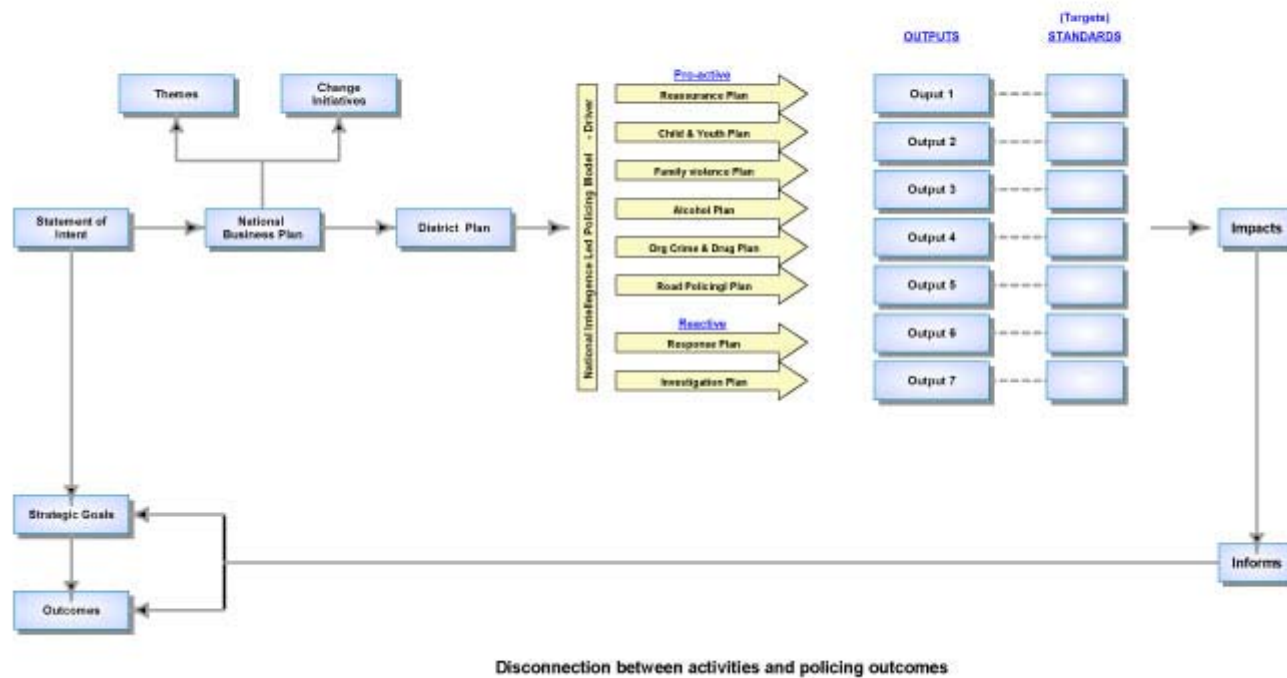 (Targets)
OUTPUTS
STANDARDS
Themes
Change
Initiatives
Statement of
Intent
National
Business Plan
District Plan
National Intelligence Led Policing Model - Driver
Pro-active
Reassurance Plan
Child & Youth Plan
Family violence Plan
Alcohol Plan
Org Crime & Drug Plan
Road Policingl Plan
Reactive
Response Plan
Investigation Plan
Ouput 1
Output 2
Output 3
Output 4
Output 5
Output 6
Output 7
Impacts
Strategic Goals
Informs
Outcomes
Disconnection between activities and policing outcomes